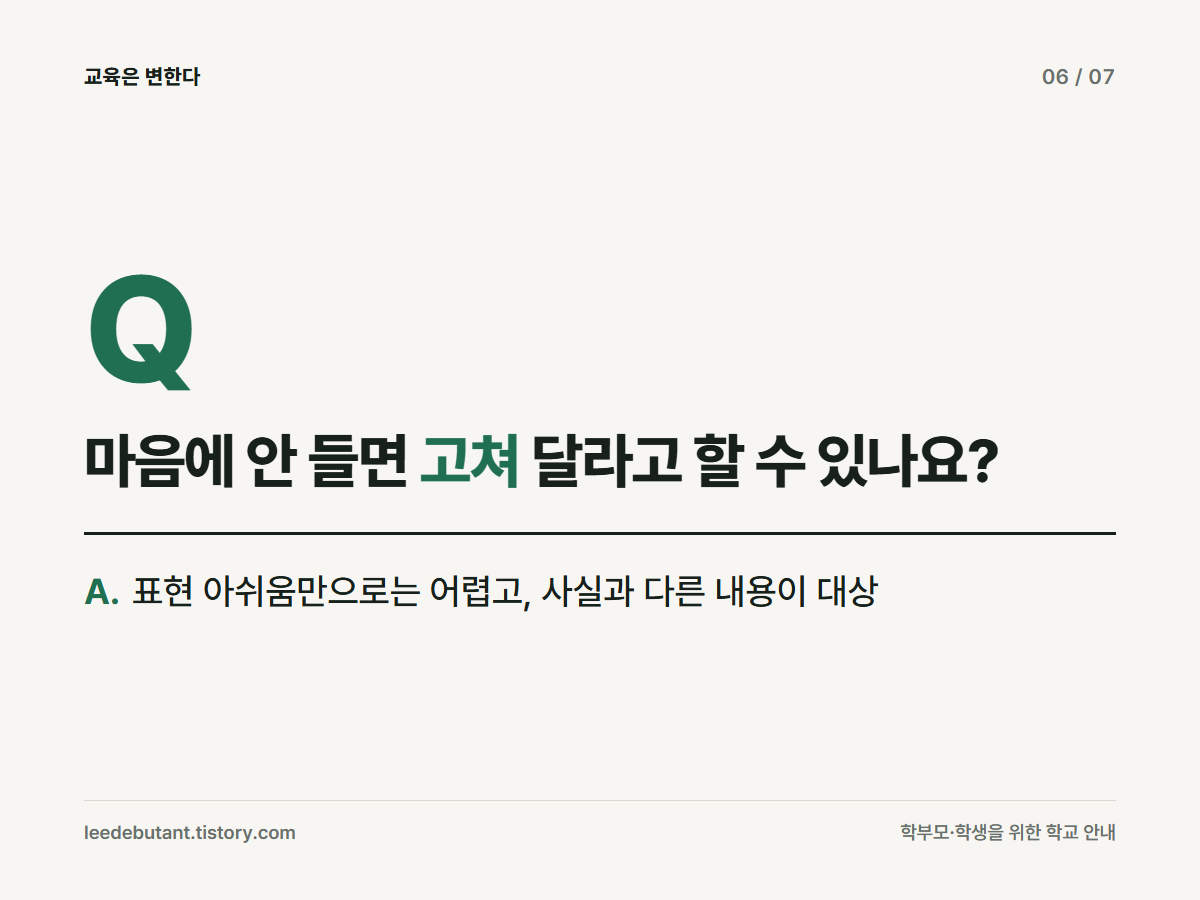 교육은 변한다
06 / 07
Q
마음에 안 들면 고쳐 달라고 할 수 있나요?
A. 표현 아쉬움만으로는 어렵고, 사실과 다른 내용이 대상
leedebutant.tistory.com
학부모·학생을 위한 학교 안내